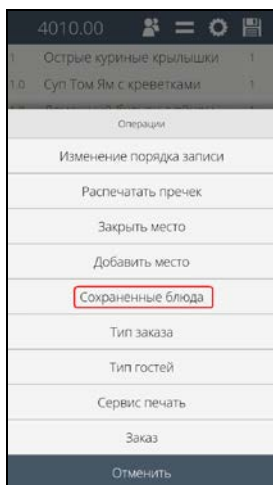 4010.00
1 Острые куриные крылышки 1
1.0 Суп Том Ям с креветками 1
Операции
Изменение порядка записи
Распечатать пречек
Закрыть место
Добавить место
Сохраненные блюда
Тип заказа
Тип гостей
Сервис печать
Заказ
Отменить